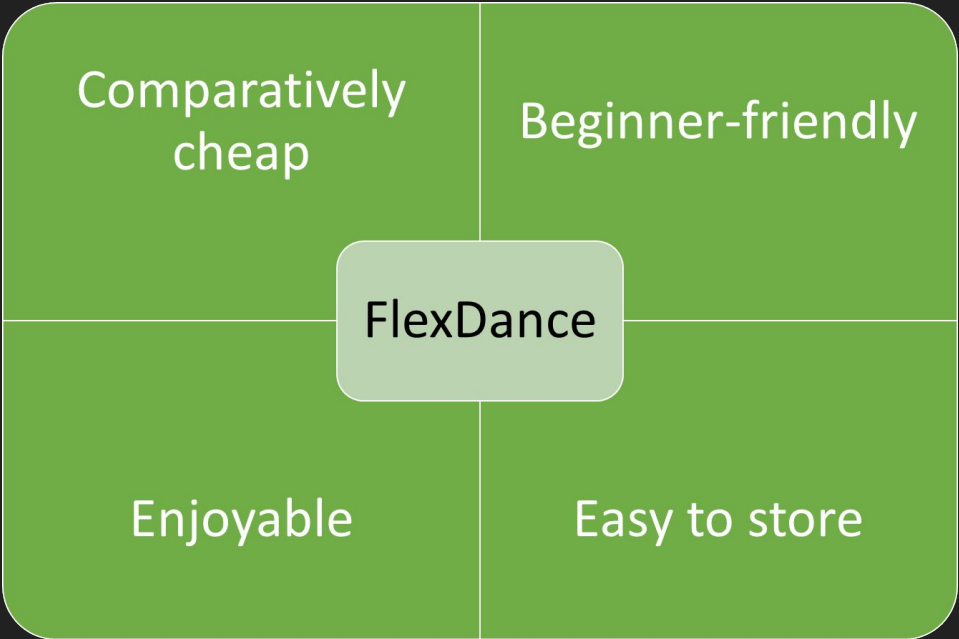 Comparatively
cheap
Beginner-friendly
FlexDance
Enjoyable
Easy to store